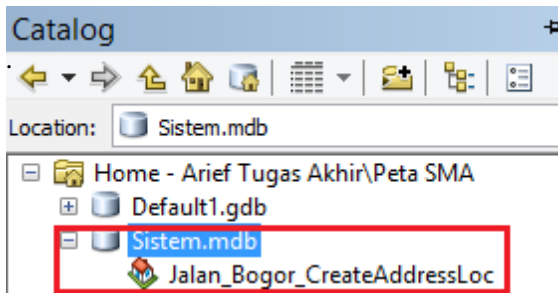 Catalog
Location: Sistem.mdb
Home - Arief Tugas Akhir\Peta SMA
Default1.gdb
Sistem.mdb
Jalan_Bogor_CreateAddressLoc